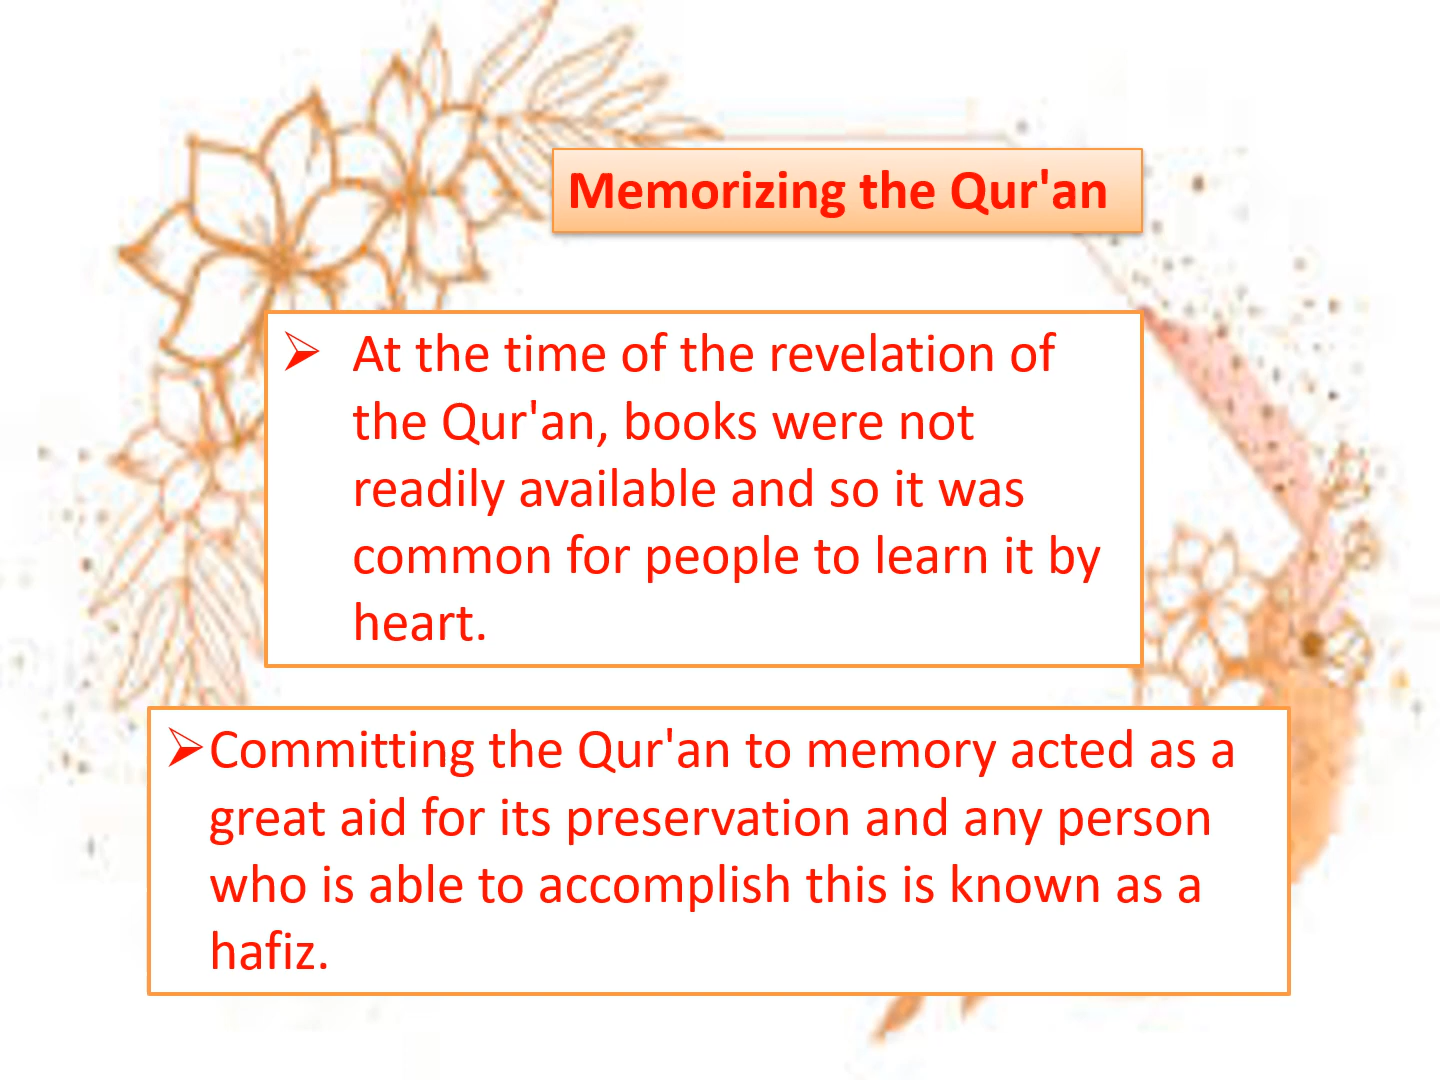 Memorizing the Qur'an
➢ At the time of the revelation of
the Qur'an, books were not
readily available and so it was
common for people to learn it by
heart.
➢Committing the Qur'an to memory acted as a
great aid for its preservation and any person
who is able to accomplish this is known as a
hafiz.